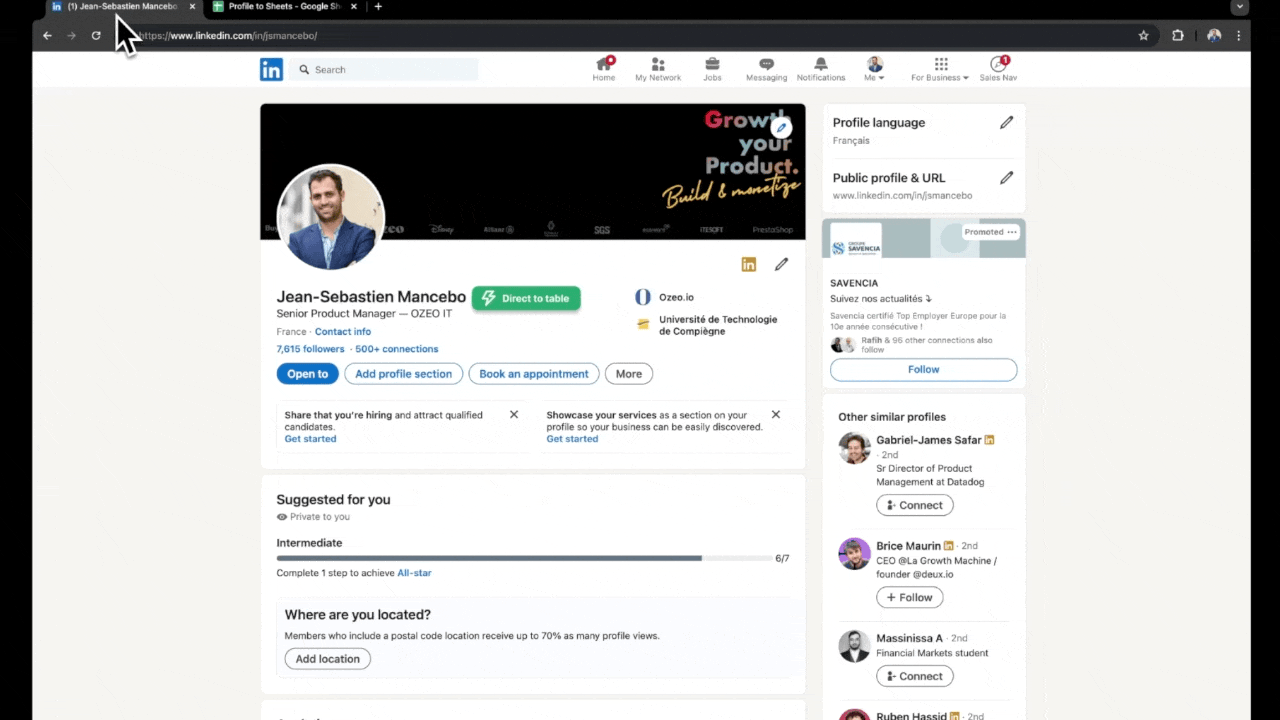 (1) Jean-Sebastien Mancebo
Profile to Sheets - Google Sh
https://www.linkedin.com/in/jsmancebo/
Search
Home
My Network
Jobs
Messaging
Notifications
Me
For Business
1
Sales Nav
Growth
your
Product.
Build & monetize
Disney
Allianz
SGS
ITESOFT
PrestaShop
Jean-Sebastien Mancebo
Direct to table
Senior Product Manager — OZEO IT
France · Contact info
7,615 followers · 500+ connections
Ozeo.io
Université de Technologie
de Compiègne
Open to
Add profile section
Book an appointment
More
Share that you're hiring and attract qualified
candidates.
Get started
Showcase your services as a section on your
profile so your business can be easily discovered.
Get started
Suggested for you
Private to you
Intermediate
6/7
Complete 1 step to achieve All-star
Where are you located?
Members who include a postal code location receive up to 70% as many profile views.
Add location
Profile language
Français
Public profile & URL
www.linkedin.com/in/jsmancebo
Promoted
GROUPE
SAVENCIA
SAVENCIA
Suivez nos actualités
Savencia certifié Top Employer Europe pour la
10e année consécutive !
Rafih & 96 other connections also
follow
Follow
Other similar profiles
Gabriel-James Safar
· 2nd
Sr Director of Product
Management at Datadog
Connect
Brice Maurin · 2nd
CEO @La Growth Machine /
founder @deux.io
+ Follow
Massinissa A · 2nd
Financial Markets student
Connect
Ruben Hassid · 2nd